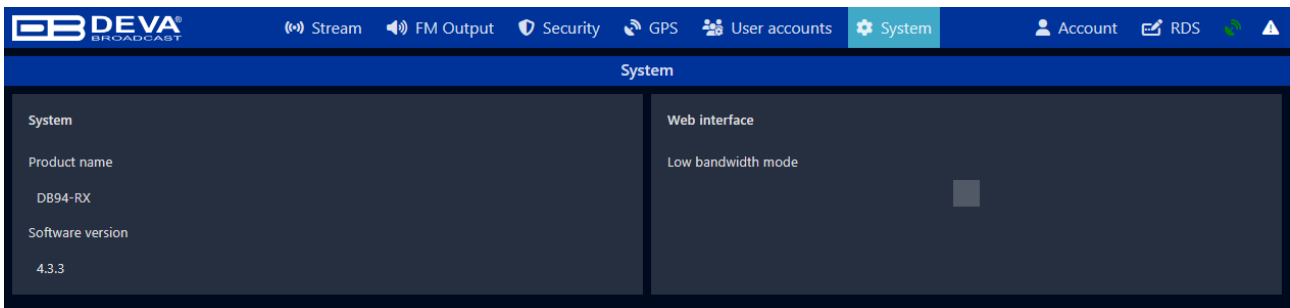 DEVA
BROADCAST
Stream FM Output Security GPS User accounts System Account RDS
System
System
Product name
DB94-RX
Software version
4.3.3
Web interface
Low bandwidth mode